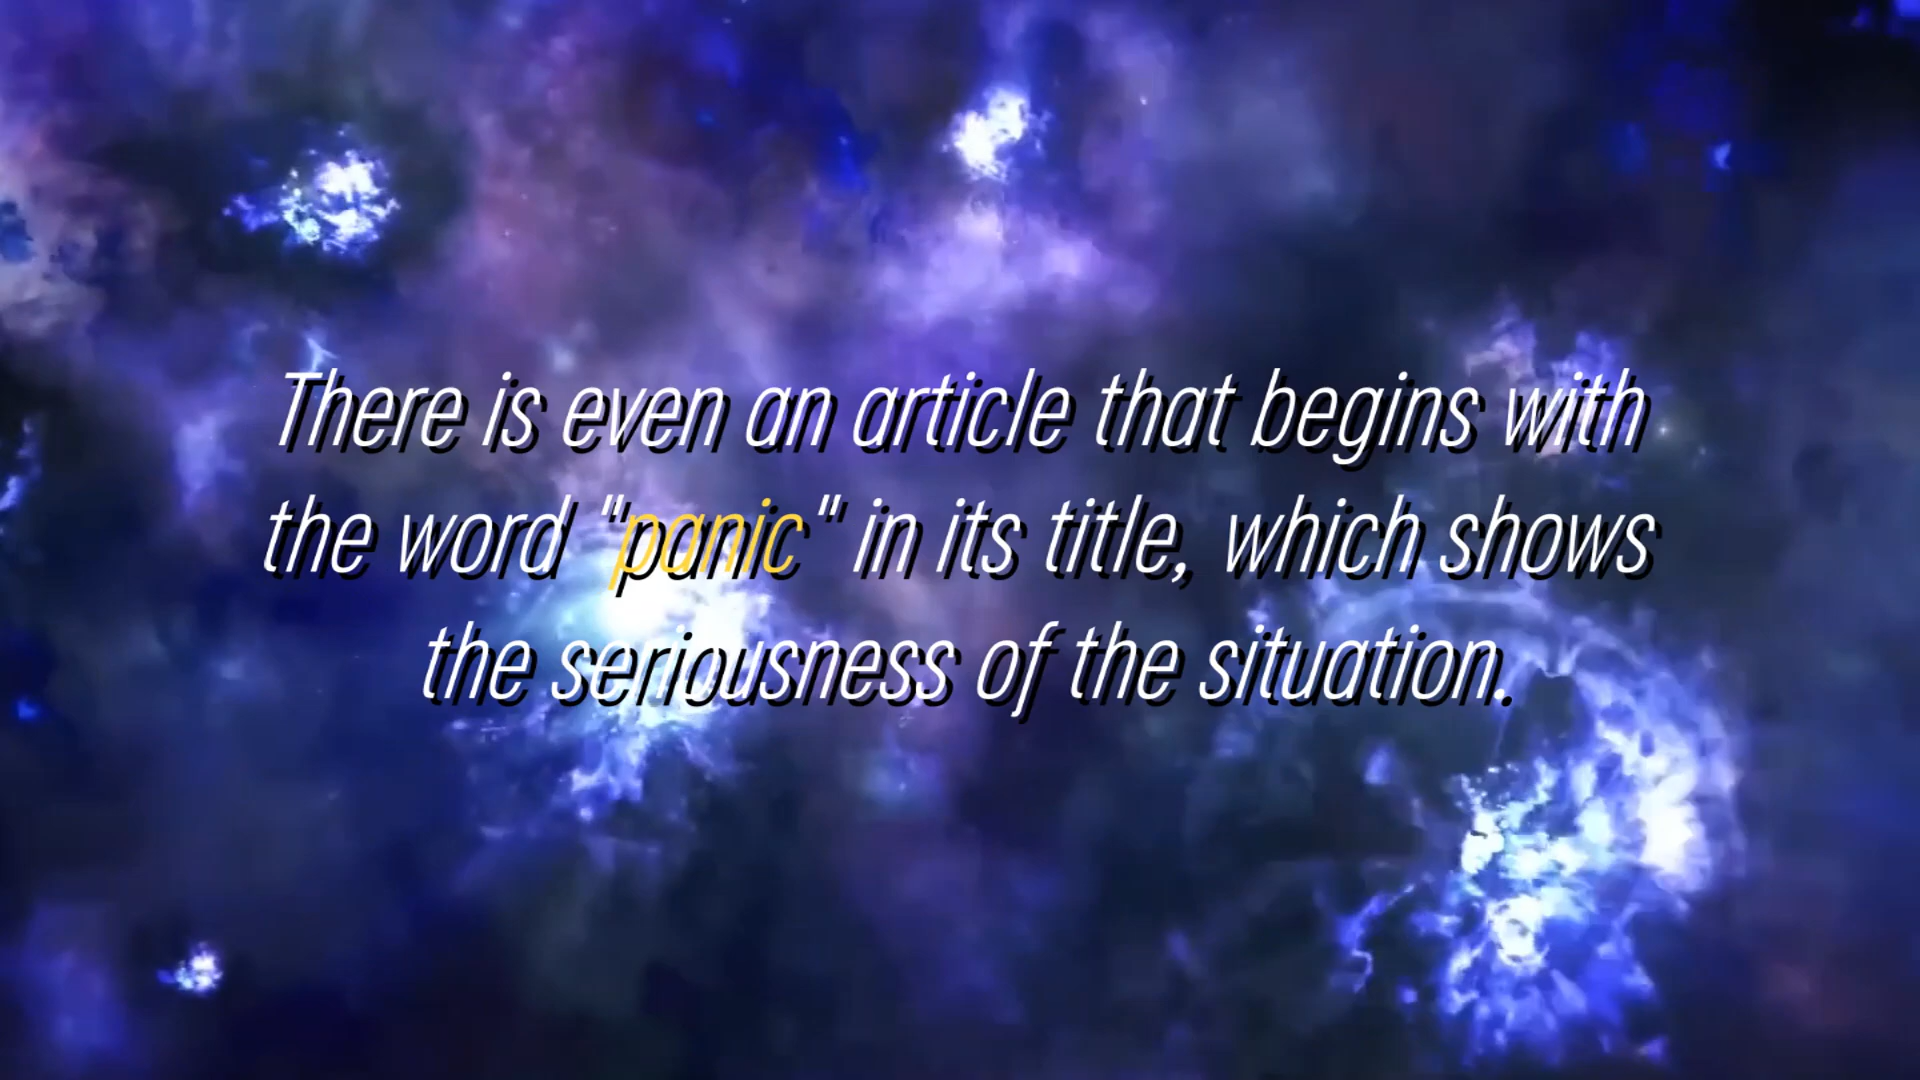 There is even an article that begins with
the word "panic" in its title, which shows
the seriousness of the situation.